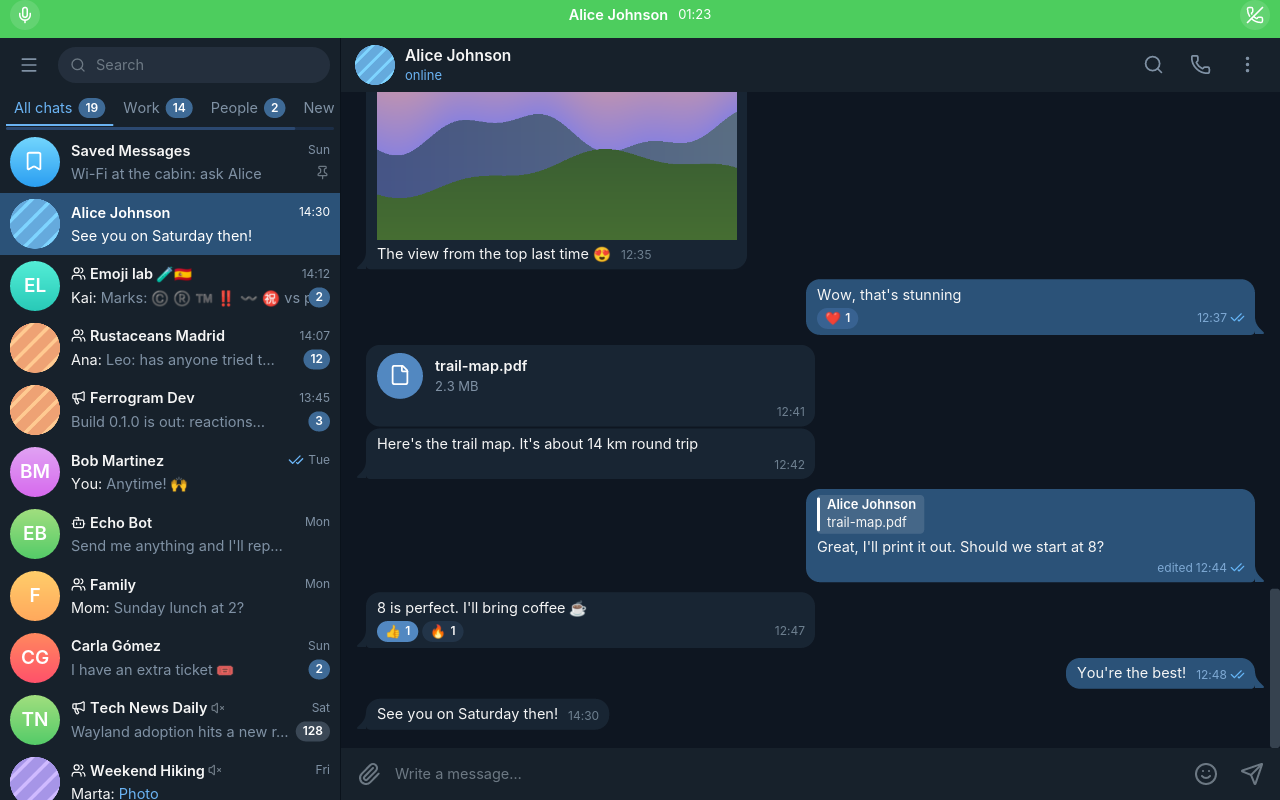 Alice Johnson 01:23
Search
All chats 19 Work 14 People 2 New
Saved Messages Sun
Wi-Fi at the cabin: ask Alice
Alice Johnson 14:30
See you on Saturday then!
EL
Emoji lab 🧪🇪🇸 14:12
Kai: Marks: ©️ ®️ ™️ ‼️ 〰️ ㊗️ vs 2
Rustaceans Madrid 14:07
Ana: Leo: has anyone tried t... 12
Ferrogram Dev 13:45
Build 0.1.0 is out: reactions... 3
BM
Bob Martinez Tue
You: Anytime! 🙌
EB
Echo Bot Mon
Send me anything and I'll rep...
F
Family Mon
Mom: Sunday lunch at 2?
CG
Carla Gómez Sun
I have an extra ticket 🎟️ 2
TN
Tech News Daily Sat
Wayland adoption hits a new r... 128
Weekend Hiking Fri
Marta: Photo
Alice Johnson
online
The view from the top last time 😍 12:35
Wow, that's stunning
❤️ 1 12:37
trail-map.pdf
2.3 MB
12:41
Here's the trail map. It's about 14 km round trip
12:42
Alice Johnson
trail-map.pdf
Great, I'll print it out. Should we start at 8?
edited 12:44
8 is perfect. I'll bring coffee ☕
👍 1 🔥 1 12:47
You're the best! 12:48
See you on Saturday then! 14:30
Write a message...